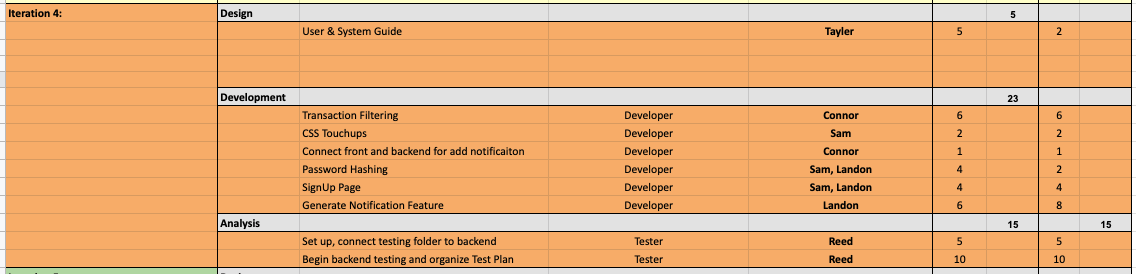 Iteration 4: Design 5
User & System Guide Tayler 5 2
Development 23
Transaction Filtering Developer Connor 6 6
CSS Touchups Developer Sam 2 2
Connect front and backend for add notificaiton Developer Connor 1 1
Password Hashing Developer Sam, Landon 4 2
SignUp Page Developer Sam, Landon 4 4
Generate Notification Feature Developer Landon 6 8
Analysis 15 15
Set up, connect testing folder to backend Tester Reed 5 5
Begin backend testing and organize Test Plan Tester Reed 10 10